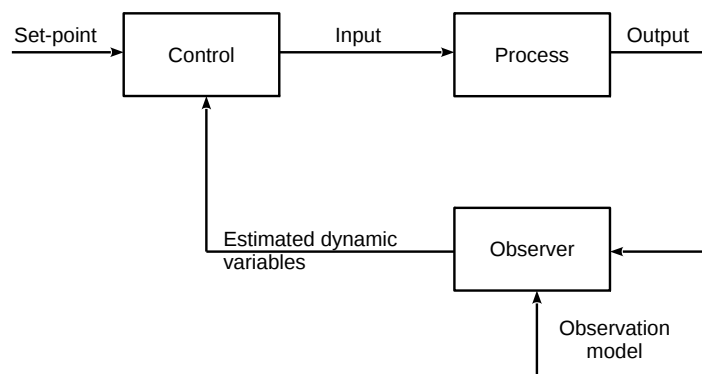 Set-point
Control
Input
Process
Output
Estimated dynamic
variables
Observer
Observation
model